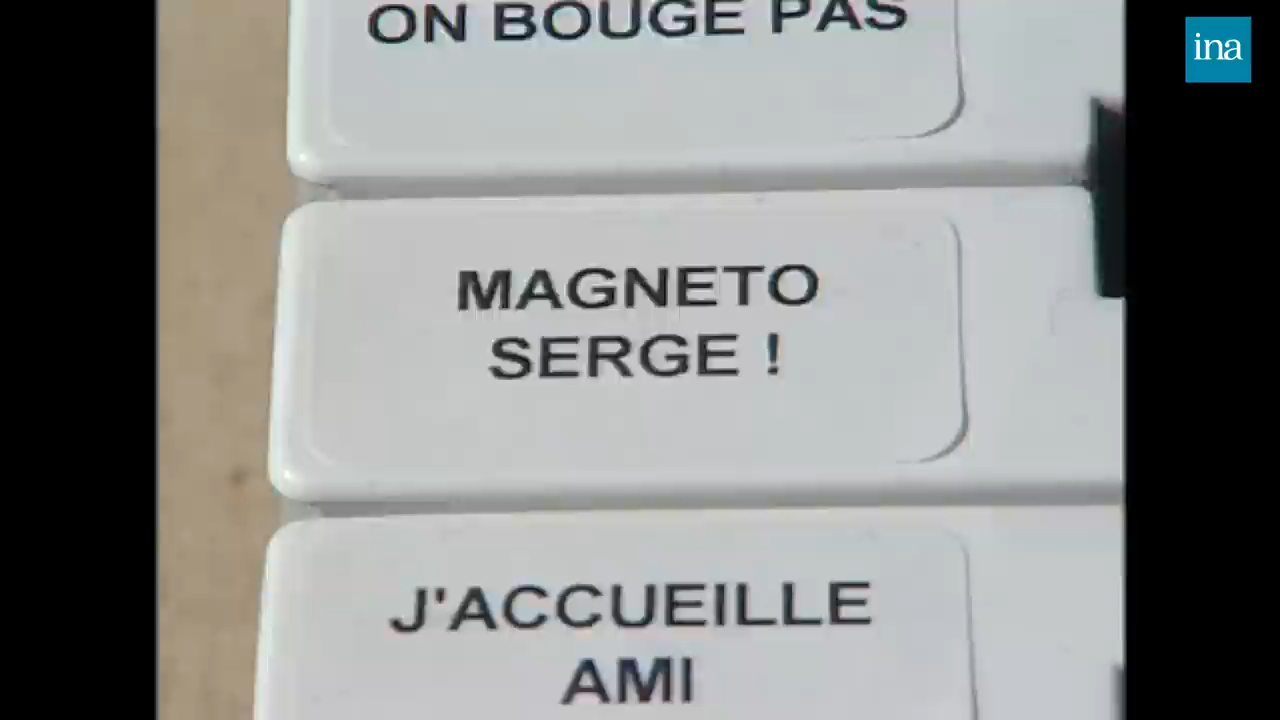 ina
ON BOUGE PAS
MAGNETO
SERGE !
J'ACCUEILLE
AMI